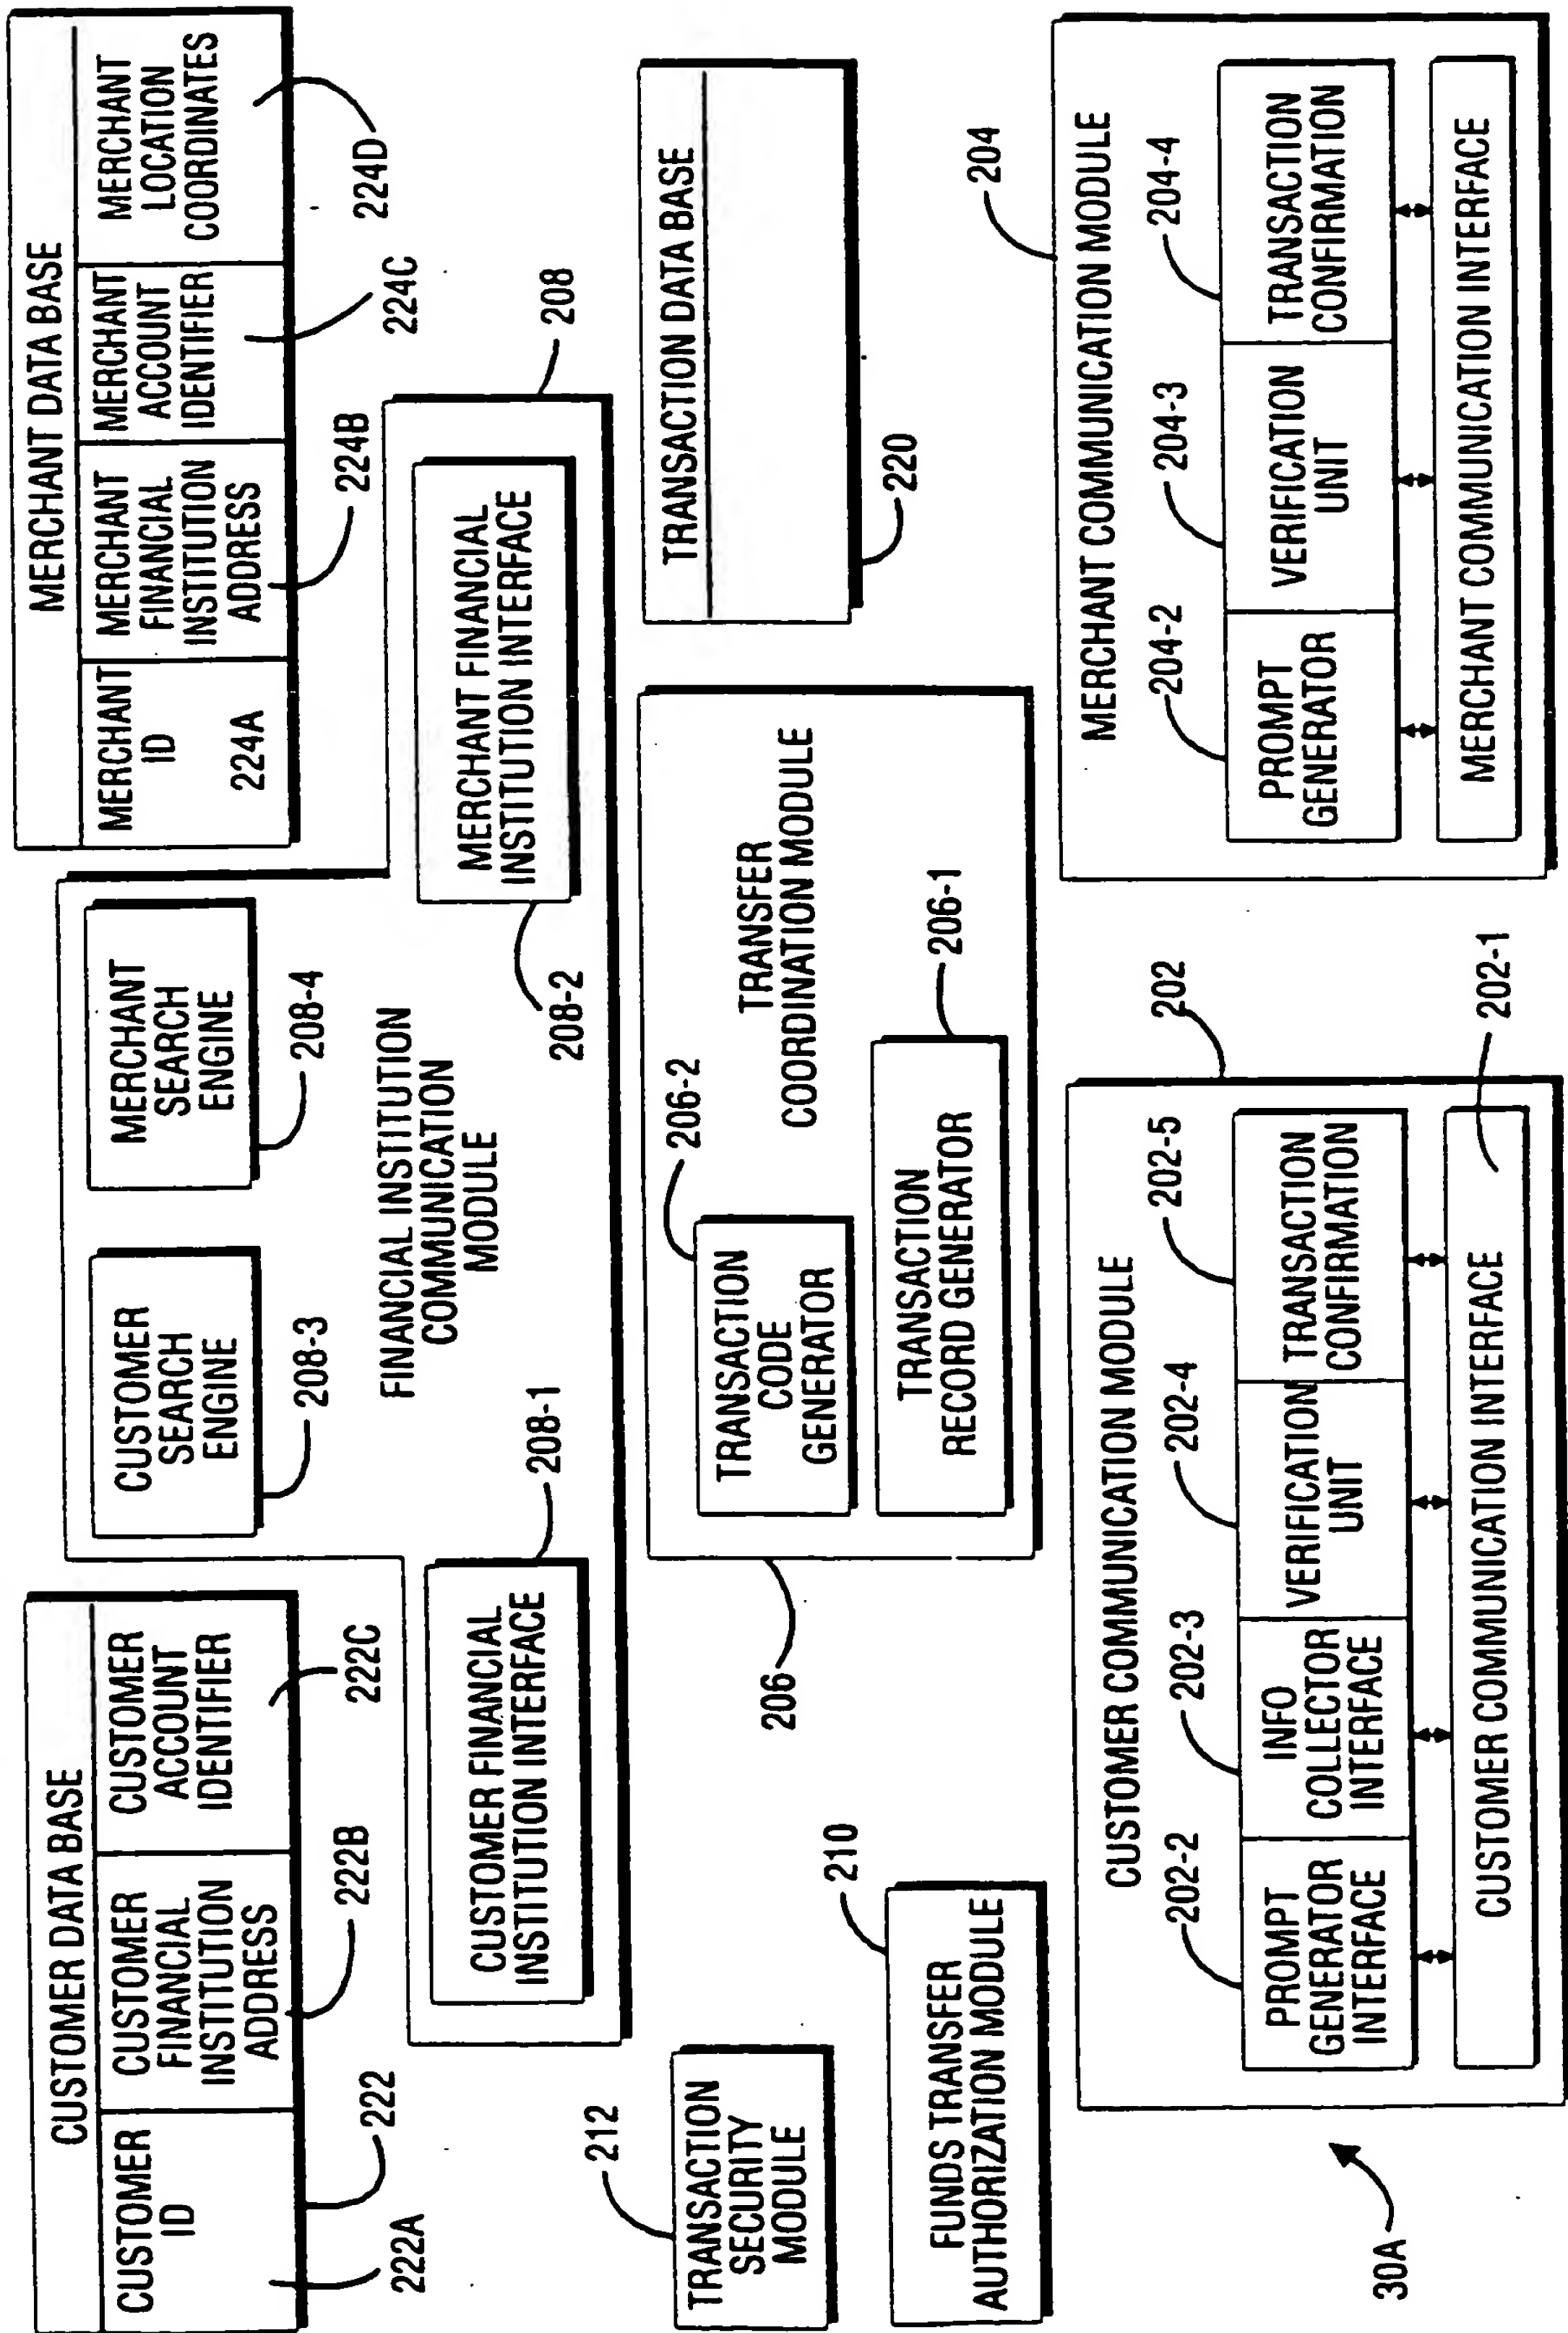 CUSTOMER DATA BASE
CUSTOMER
ID
CUSTOMER
FINANCIAL
INSTITUTION
ADDRESS
CUSTOMER
ACCOUNT
IDENTIFIER
222A
222
222B
222C
CUSTOMER
SEARCH
ENGINE
208-3
MERCHANT
SEARCH
ENGINE
208-4
FINANCIAL INSTITUTION
COMMUNICATION
MODULE
CUSTOMER FINANCIAL
INSTITUTION INTERFACE
208-1
MERCHANT FINANCIAL
INSTITUTION INTERFACE
208-2
208
MERCHANT DATA BASE
MERCHANT
ID
224A
MERCHANT
FINANCIAL
INSTITUTION
ADDRESS
MERCHANT
ACCOUNT
IDENTIFIER
MERCHANT
LOCATION
COORDINATES
224B
224C
224D
212
TRANSACTION
SECURITY
MODULE
210
FUNDS TRANSFER
AUTHORIZATION MODULE
206
206-2
TRANSACTION
CODE
GENERATOR
TRANSFER
COORDINATION MODULE
206-1
TRANSACTION
RECORD GENERATOR
TRANSACTION DATA BASE
220
CUSTOMER COMMUNICATION MODULE
202
202-2
202-3
202-4
202-5
PROMPT
GENERATOR
INTERFACE
INFO
COLLECTOR
INTERFACE
VERIFICATION
UNIT
TRANSACTION
CONFIRMATION
CUSTOMER COMMUNICATION INTERFACE
202-1
30A
MERCHANT COMMUNICATION MODULE
204
204-2
204-3
204-4
PROMPT
GENERATOR
VERIFICATION
UNIT
TRANSACTION
CONFIRMATION
MERCHANT COMMUNICATION INTERFACE